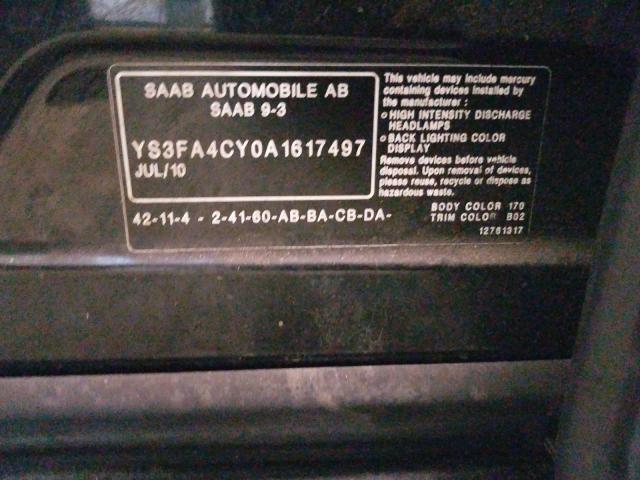 SAAB AUTOMOBILE AB
SAAB 9-3
YS3FA4CY0A1617497
JUL/10
42-11-4 - 2-41-60-AB-BA-CB-DA-
This vehicle may include mercury
containing devices installed by
the manufacturer :
o HIGH INTENSITY DISCHARGE
HEADLAMPS
o BACK LIGHTING COLOR
DISPLAY
Remove devices before vehicle
disposal. Upon removal of devices,
please reuse, recycle or dispose as
hazardous waste.
BODY COLOR 170
TRIM COLOR B02
12761317